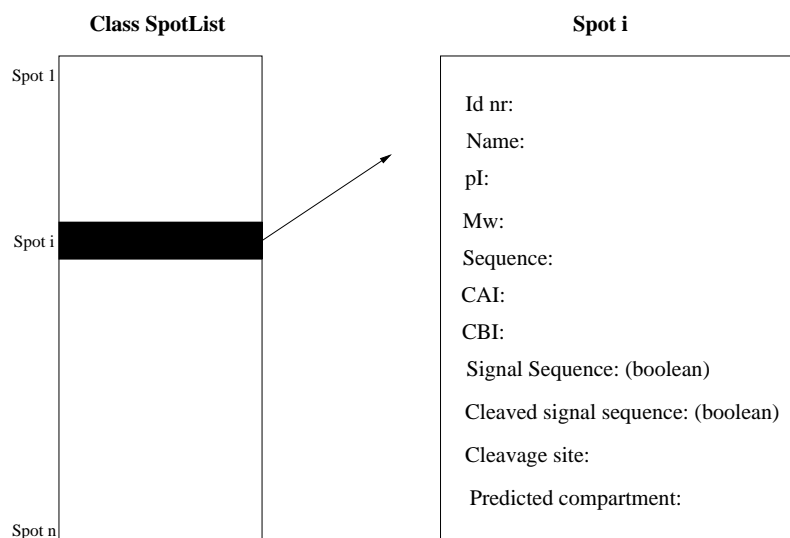 Class SpotList
Spot 1
Spot i
Spot n
Spot i
Id nr:
Name:
pI:
Mw:
Sequence:
CAI:
CBI:
Signal Sequence: (boolean)
Cleaved signal sequence: (boolean)
Cleavage site:
Predicted compartment: